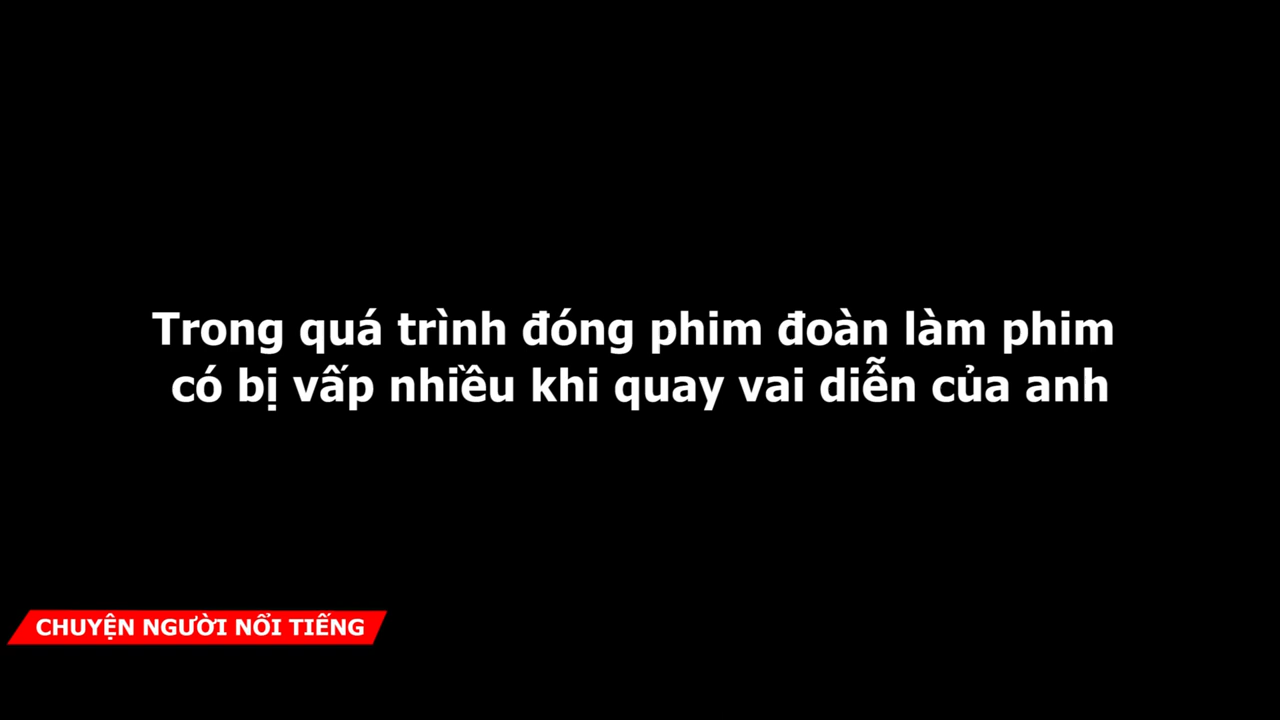 Trong quá trình đóng phim đoàn làm phim
có bị vấp nhiều khi quay vai diễn của anh
CHUYỆN NGƯỜI NỔI TIẾNG